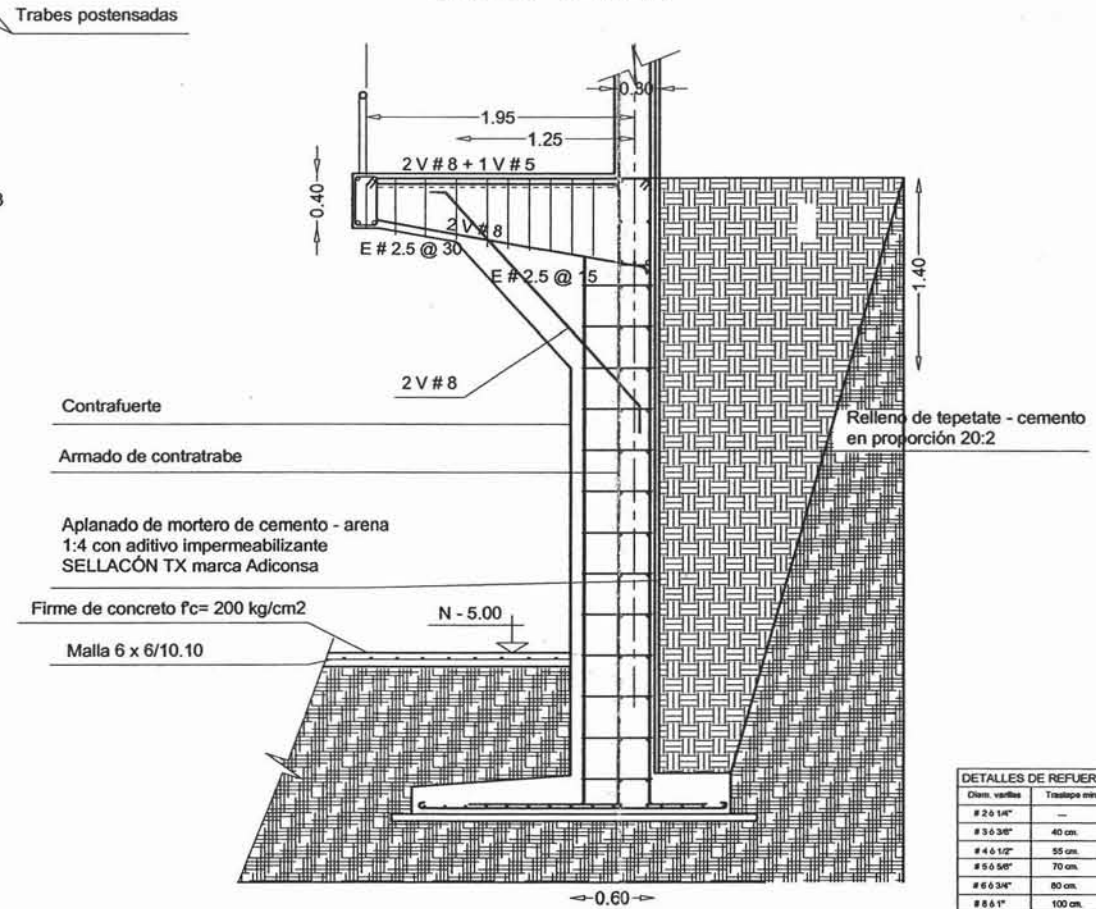 Trabes postensadas
0.30
1.95
1.25
2 V # 8 + 1 V # 5
0.40
2 V # 8
E # 2.5 @ 30
E # 2.5 @ 15
1.40
2 V # 8
Contrafuerte
Relleno de tepetate - cemento
en proporción 20:2
Armado de contratrabe
Aplanado de mortero de cemento - arena
1:4 con aditivo impermeabilizante
SELLACÓN TX marca Adiconsa
Firme de concreto f'c= 200 kg/cm2
N - 5.00
Malla 6 x 6/10.10
0.60
DETALLES DE REFUER
Diam. varillas Traslape min
# 2 ó 1/4" —
# 3 ó 3/8" 40 cm.
# 4 ó 1/2" 55 cm.
# 5 ó 5/8" 70 cm.
# 6 ó 3/4" 80 cm.
# 8 ó 1" 100 cm.